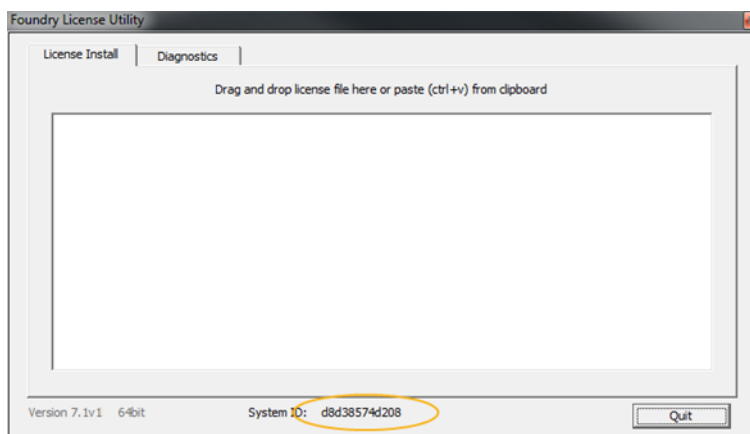 Foundry License Utility
License Install Diagnostics
Drag and drop license file here or paste (ctrl+v) from clipboard
Version 7.1v1 64bit System ID: d8d38574d208 Quit